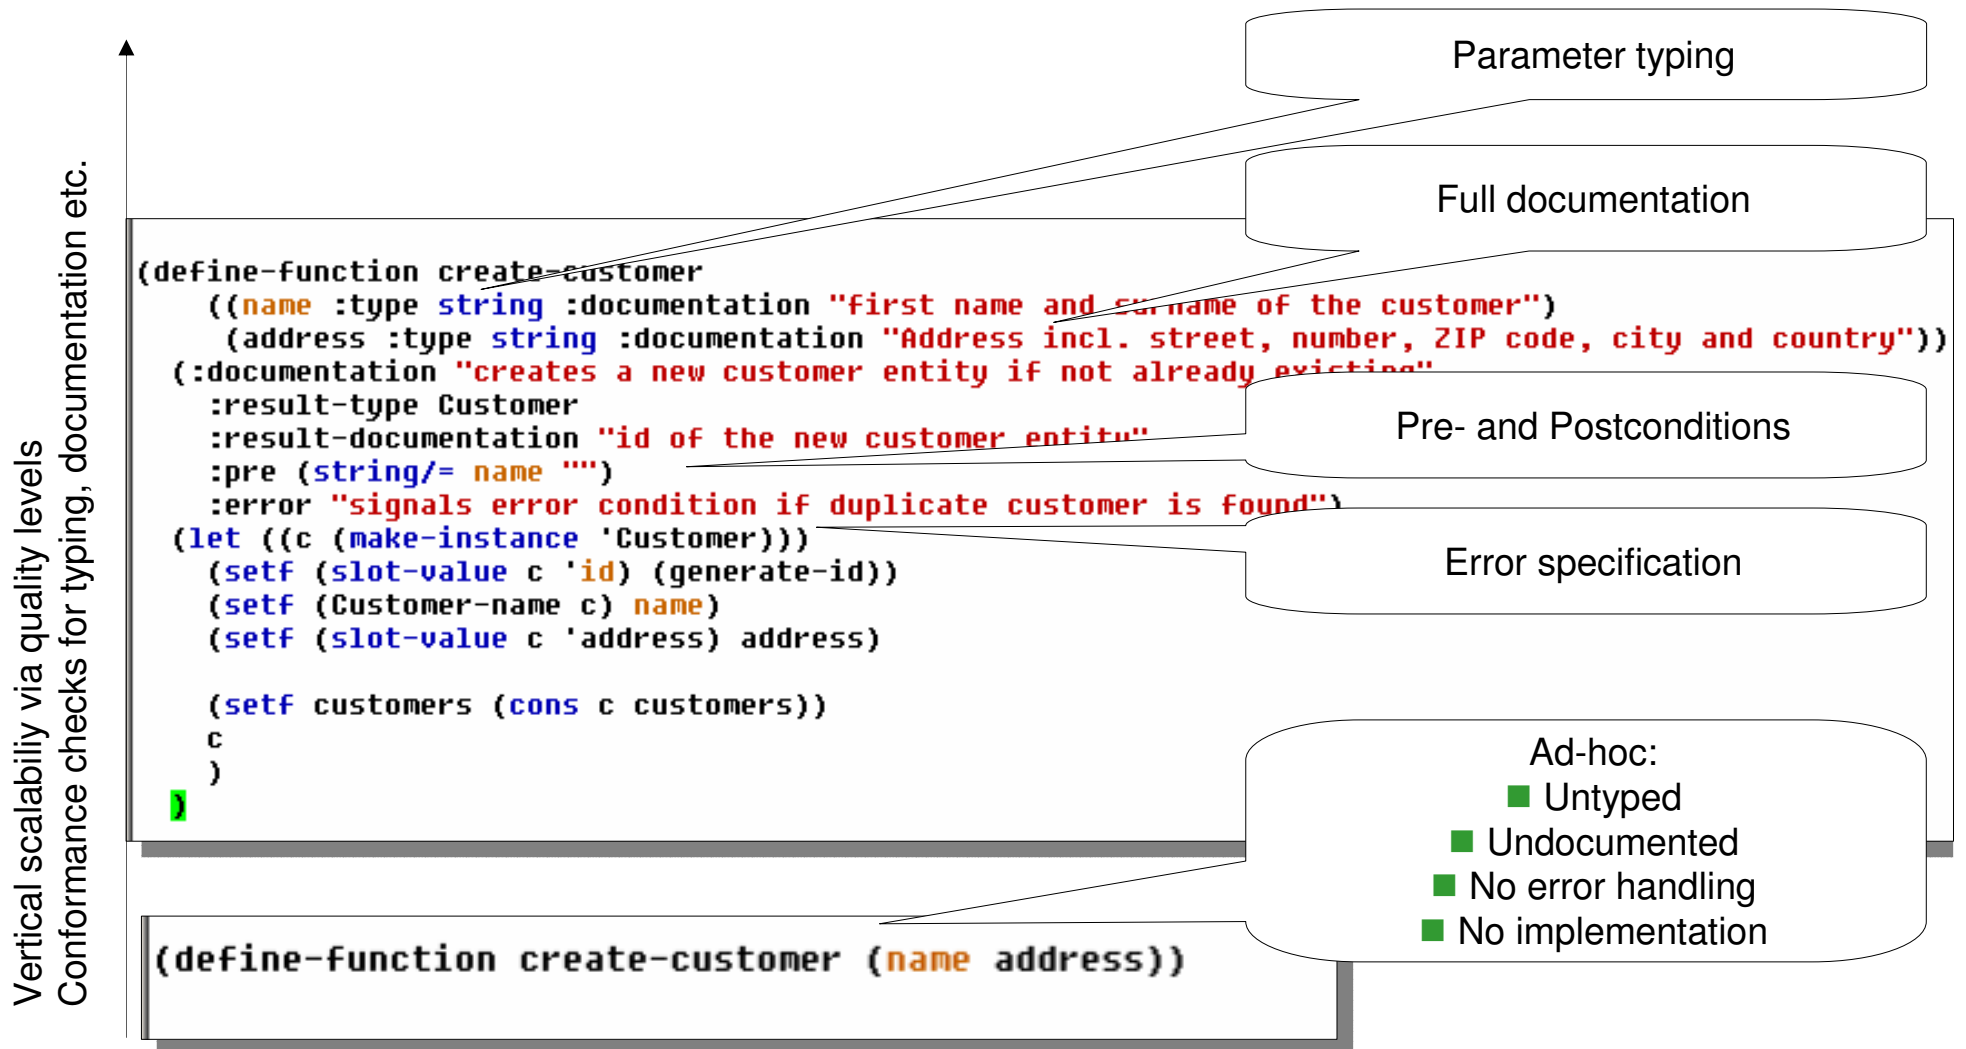 Vertical scalabiliy via quality levels
Conformance checks for typing, documentation etc.
Parameter typing
Full documentation
(define-function create-customer
((name :type string :documentation "first name and surname of the customer")
(address :type string :documentation "Address incl. street, number, ZIP code, city and country"))
(:documentation "creates a new customer entity if not already existing"
:result-type Customer
:result-documentation "id of the new customer entity"
:pre (string/= name "")
:error "signals error condition if duplicate customer is found")
(let ((c (make-instance 'Customer)))
(setf (slot-value c 'id) (generate-id))
(setf (Customer-name c) name)
(setf (slot-value c 'address) address)
(setf customers (cons c customers))
c
)
)
Pre- and Postconditions
Error specification
Ad-hoc:
Untyped
Undocumented
No error handling
No implementation
(define-function create-customer (name address))